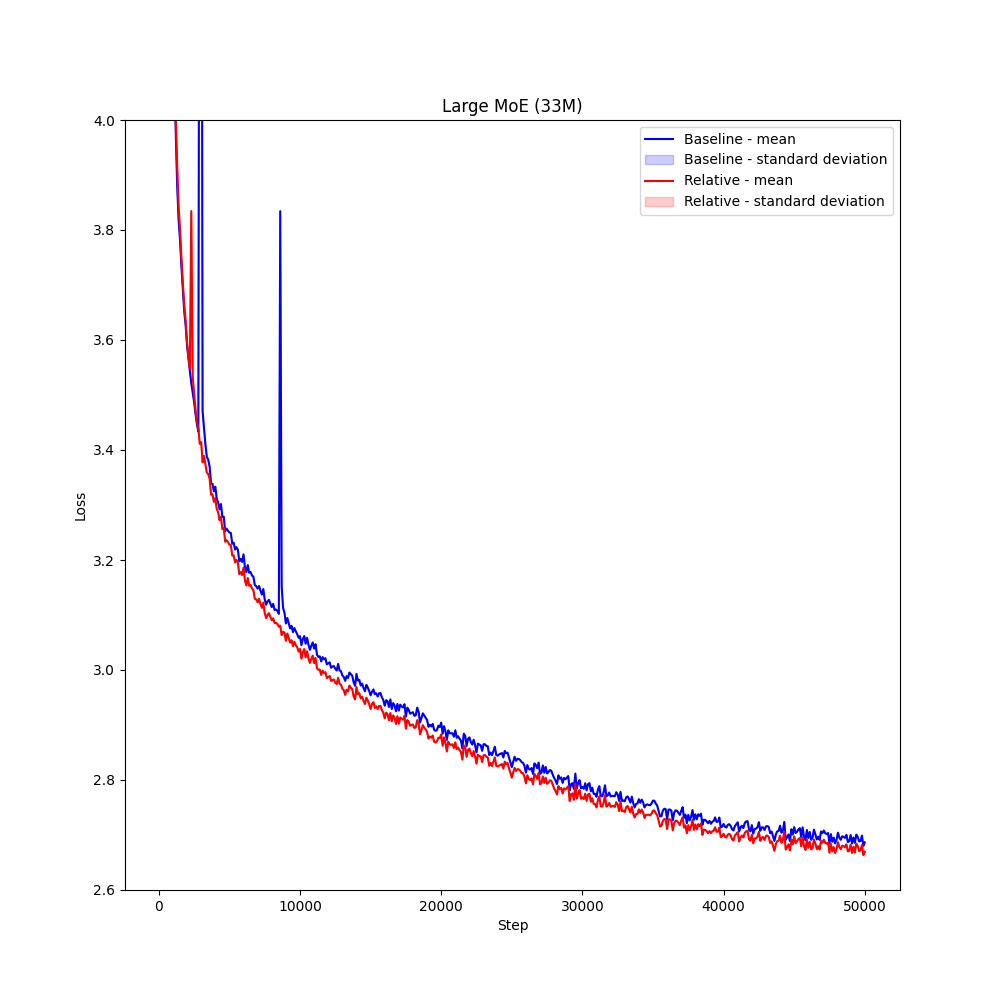 Large MoE (33M)
4.0
3.8
3.6
3.4
3.2
3.0
2.8
2.6
Loss
Baseline - mean
Baseline - standard deviation
Relative - mean
Relative - standard deviation
0 10000 20000 30000 40000 50000
Step